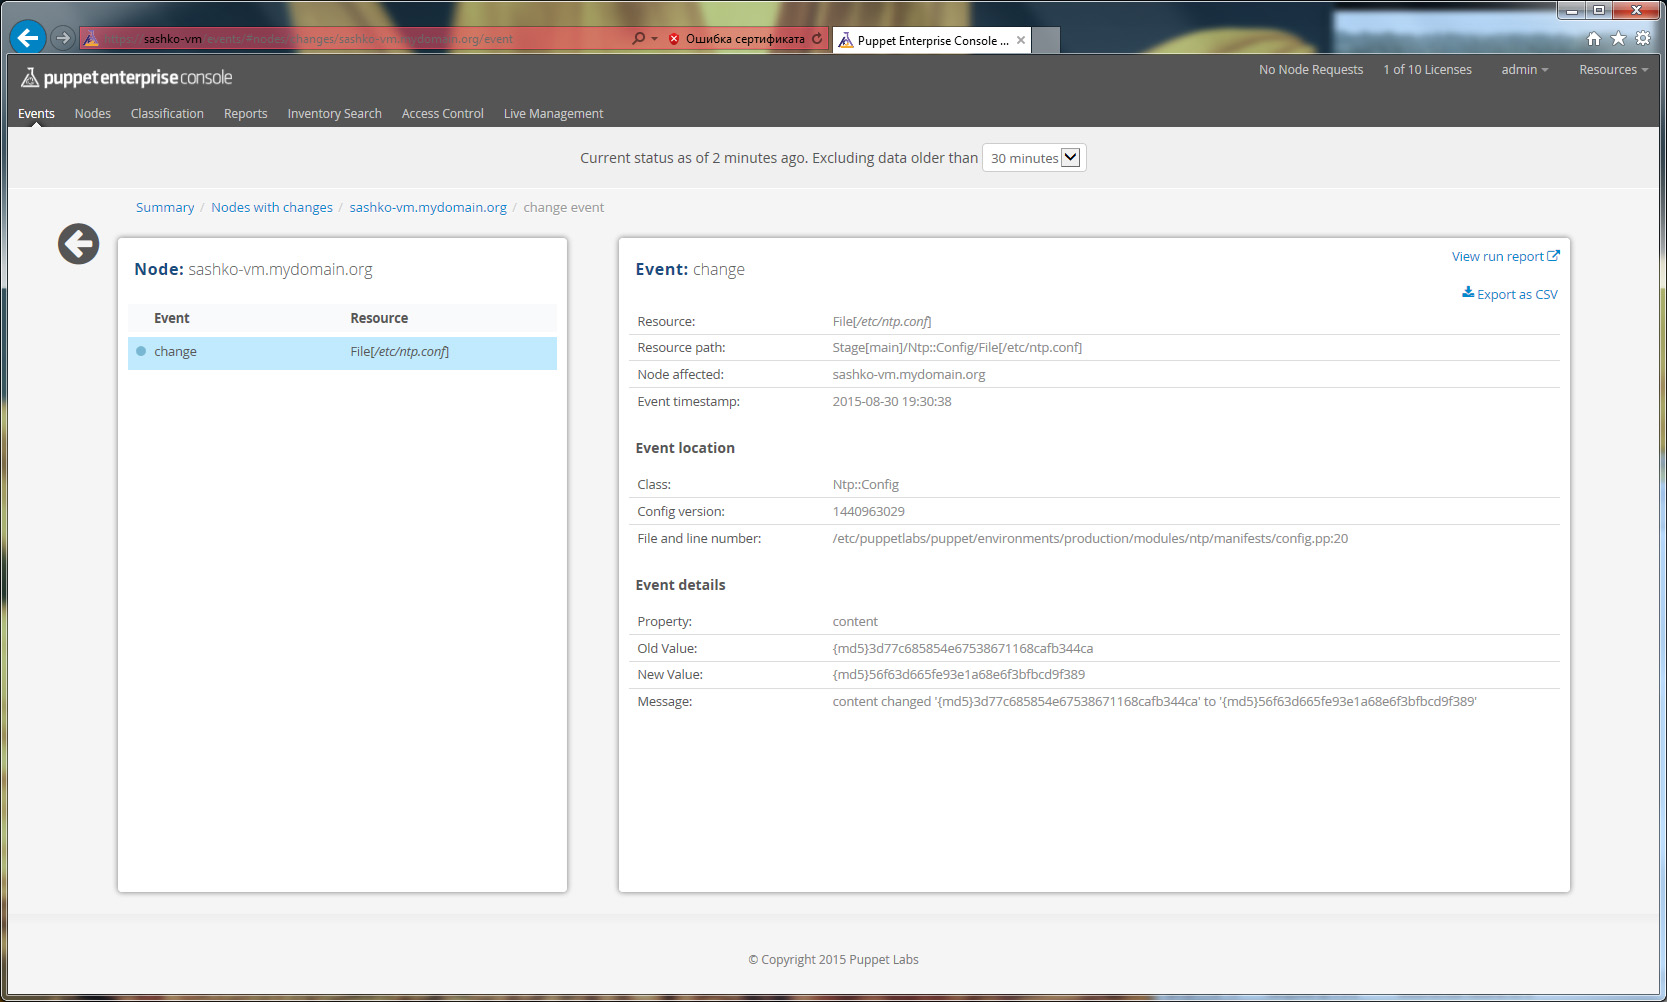 https://sashko-vm/events/#nodes/changes/sashko-vm.mydomain.org/event
Ошибка сертификата
Puppet Enterprise Console ...
puppet enterprise console
No Node Requests
1 of 10 Licenses
admin
Resources
Events
Nodes
Classification
Reports
Inventory Search
Access Control
Live Management
Current status as of 2 minutes ago. Excluding data older than 30 minutes
Summary / Nodes with changes / sashko-vm.mydomain.org / change event
Node: sashko-vm.mydomain.org
Event Resource
change File[/etc/ntp.conf]
Event: change
View run report
Export as CSV
Resource: File[/etc/ntp.conf]
Resource path: Stage[main]/Ntp::Config/File[/etc/ntp.conf]
Node affected: sashko-vm.mydomain.org
Event timestamp: 2015-08-30 19:30:38
Event location
Class: Ntp::Config
Config version: 1440963029
File and line number: /etc/puppetlabs/puppet/environments/production/modules/ntp/manifests/config.pp:20
Event details
Property: content
Old Value: {md5}3d77c685854e67538671168cafb344ca
New Value: {md5}56f63d665fe93e1a68e6f3bfbcd9f389
Message: content changed '{md5}3d77c685854e67538671168cafb344ca' to '{md5}56f63d665fe93e1a68e6f3bfbcd9f389'
© Copyright 2015 Puppet Labs